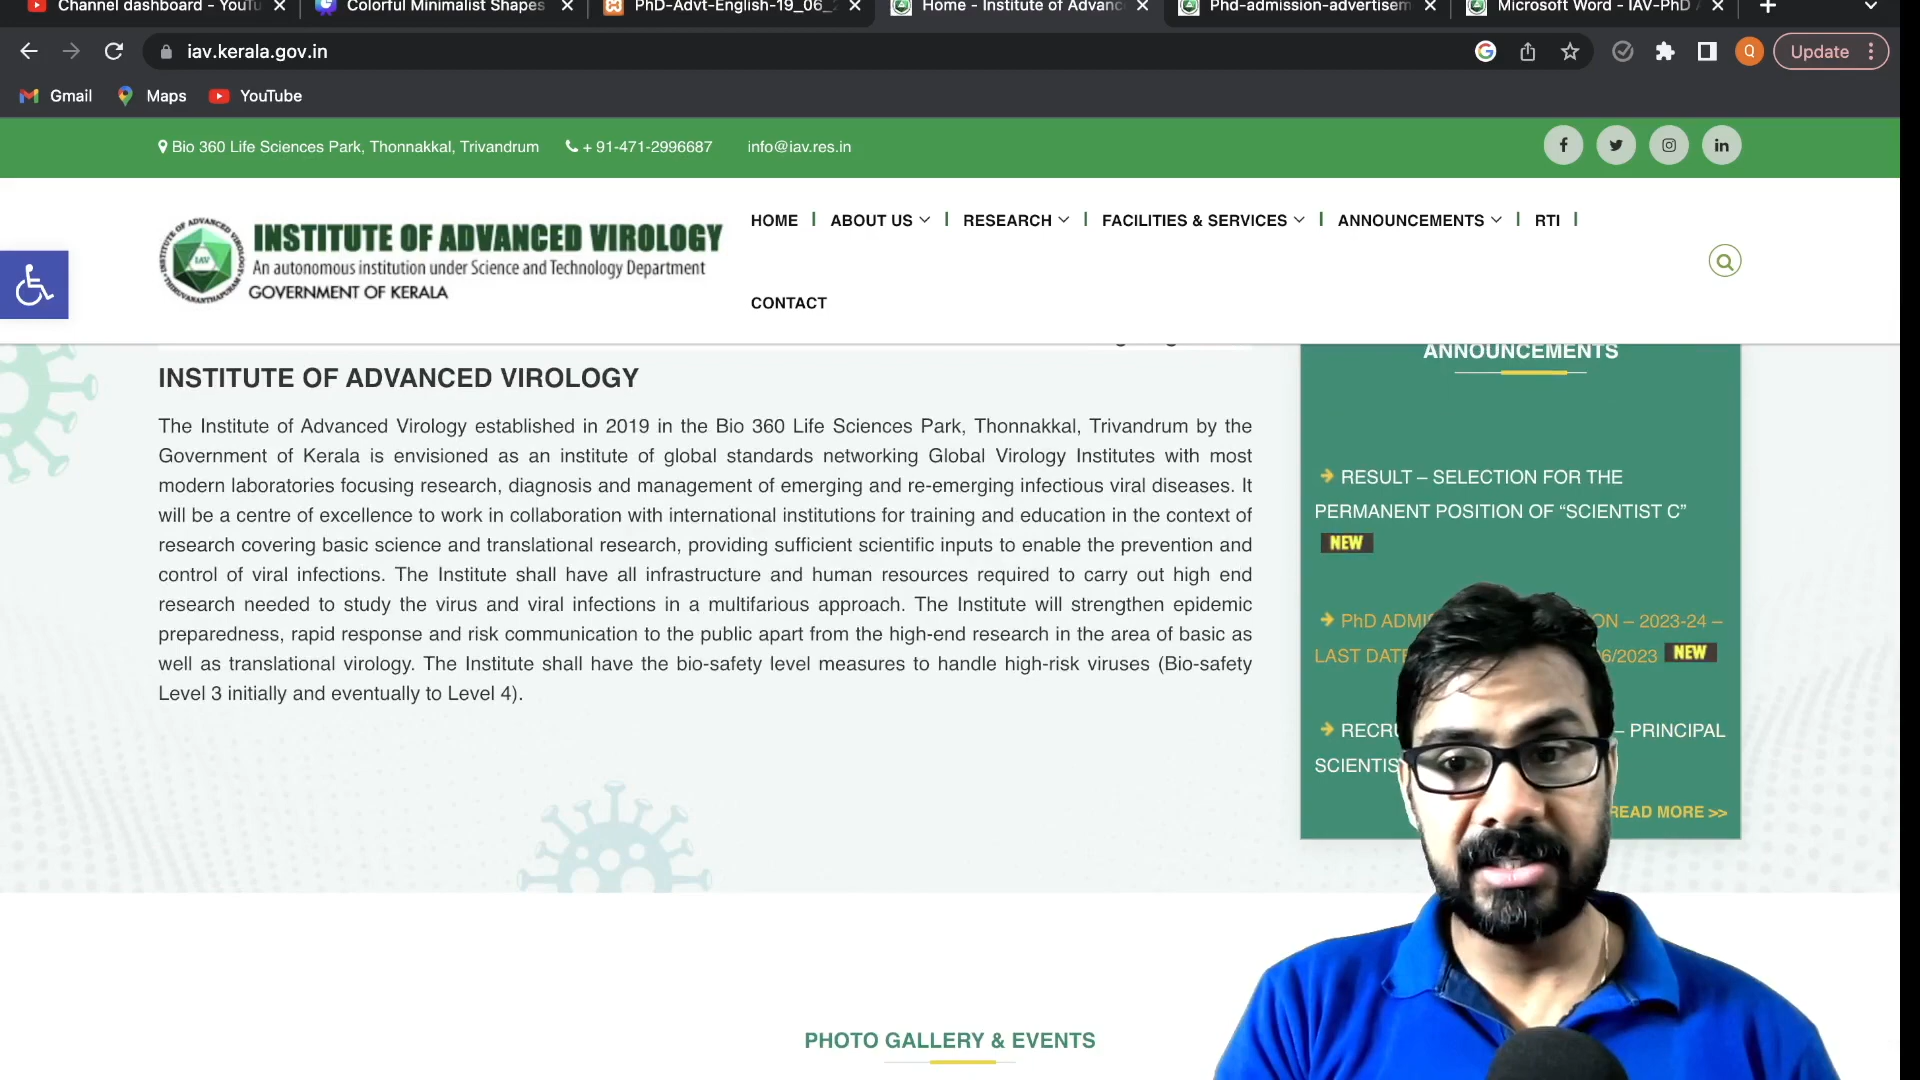 Channel dashboard - YouTu
Colorful Minimalist Shapes
PhD-Advt-English-19_06_2
Home - Institute of Advanc
Phd-admission-advertisem
Microsoft Word - IAV-PhD A
iav.kerala.gov.in
Q
Update
Gmail
Maps
YouTube
Bio 360 Life Sciences Park, Thonnakkal, Trivandrum
+ 91-471-2996687
info@iav.res.in
INSTITUTE OF ADVANCED VIROLOGY
An autonomous institution under Science and Technology Department
GOVERNMENT OF KERALA
INSTITUTE OF ADVANCED VIROLOGY
IAV
THIRUVANANTHAPURAM
HOME
ABOUT US
RESEARCH
FACILITIES & SERVICES
ANNOUNCEMENTS
RTI
CONTACT
INSTITUTE OF ADVANCED VIROLOGY
The Institute of Advanced Virology established in 2019 in the Bio 360 Life Sciences Park, Thonnakkal, Trivandrum by the
Government of Kerala is envisioned as an institute of global standards networking Global Virology Institutes with most
modern laboratories focusing research, diagnosis and management of emerging and re-emerging infectious viral diseases. It
will be a centre of excellence to work in collaboration with international institutions for training and education in the context of
research covering basic science and translational research, providing sufficient scientific inputs to enable the prevention and
control of viral infections. The Institute shall have all infrastructure and human resources required to carry out high end
research needed to study the virus and viral infections in a multifarious approach. The Institute will strengthen epidemic
preparedness, rapid response and risk communication to the public apart from the high-end research in the area of basic as
well as translational virology. The Institute shall have the bio-safety level measures to handle high-risk viruses (Bio-safety
Level 3 initially and eventually to Level 4).
ANNOUNCEMENTS
RESULT – SELECTION FOR THE
PERMANENT POSITION OF “SCIENTIST C”
NEW
PhD ADMI ON – 2023-24 –
LAST DATE 6/2023 NEW
RECRU – PRINCIPAL
SCIENTIS
READ MORE >>
PHOTO GALLERY & EVENTS